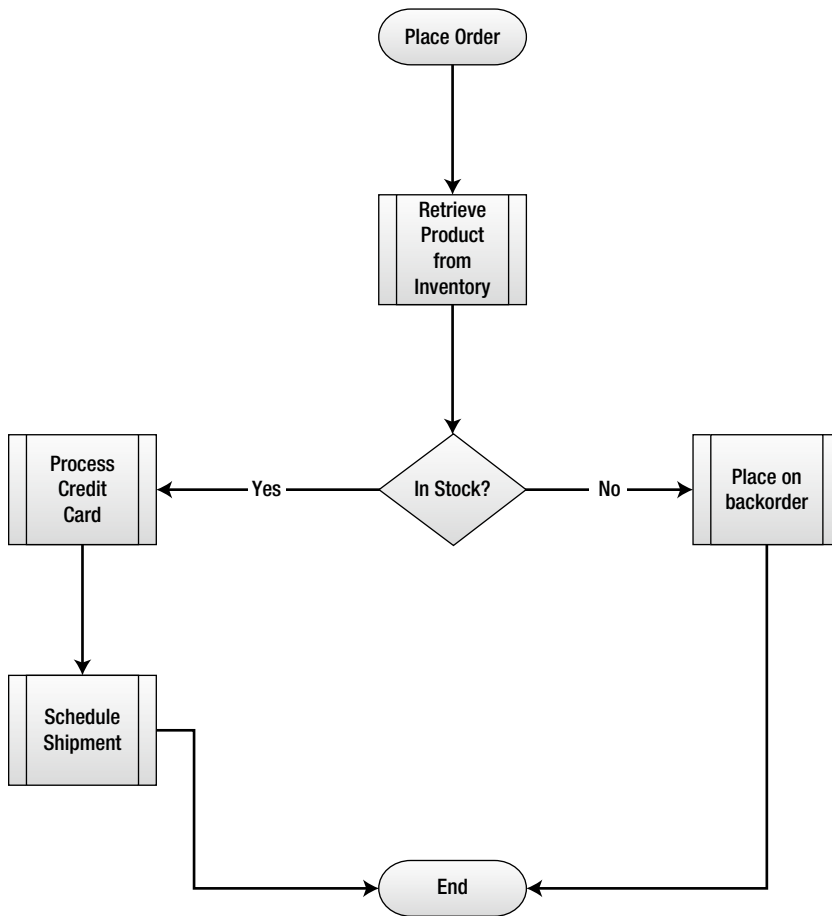 Place Order
Retrieve
Product
from
Inventory
Process
Credit
Card
Yes
In Stock?
No
Place on
backorder
Schedule
Shipment
End